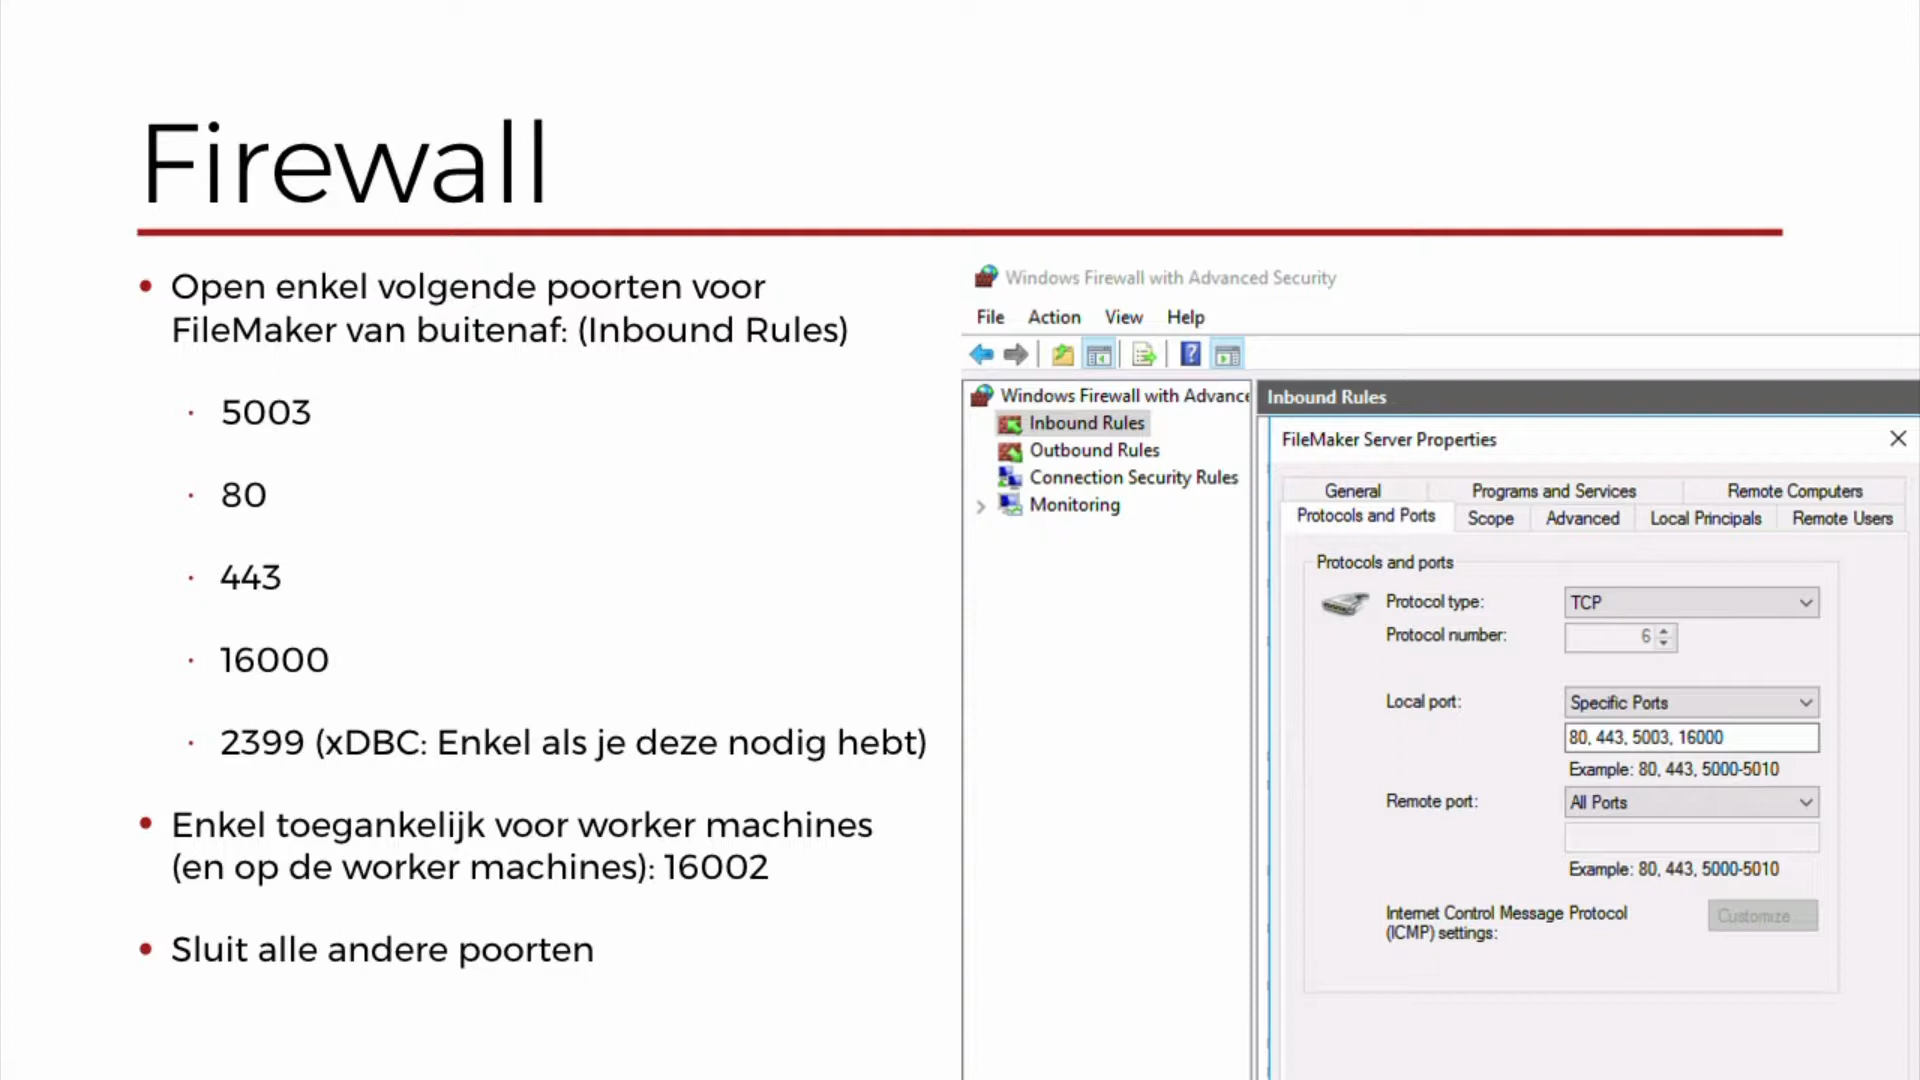 Firewall
• Open enkel volgende poorten voor
FileMaker van buitenaf: (Inbound Rules)
· 5003
· 80
· 443
· 16000
· 2399 (xDBC: Enkel als je deze nodig hebt)
• Enkel toegankelijk voor worker machines
(en op de worker machines): 16002
• Sluit alle andere poorten
Windows Firewall with Advanced Security
File Action View Help
Windows Firewall with Advance
Inbound Rules
Outbound Rules
Connection Security Rules
Monitoring
Inbound Rules
FileMaker Server Properties
General Programs and Services Remote Computers
Protocols and Ports Scope Advanced Local Principals Remote Users
Protocols and ports
Protocol type: TCP
Protocol number: 6
Local port: Specific Ports
80, 443, 5003, 16000
Example: 80, 443, 5000-5010
Remote port: All Ports
Example: 80, 443, 5000-5010
Internet Control Message Protocol Customize...
(ICMP) settings: